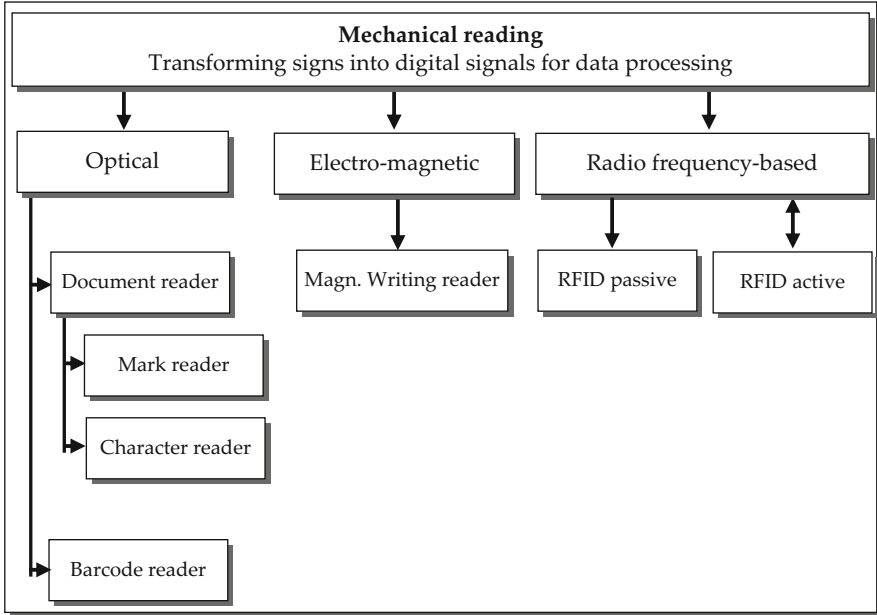 Mechanical reading
Transforming signs into digital signals for data processing
Optical
Electro-magnetic
Radio frequency-based
Document reader
Magn. Writing reader
RFID passive
RFID active
Mark reader
Character reader
Barcode reader